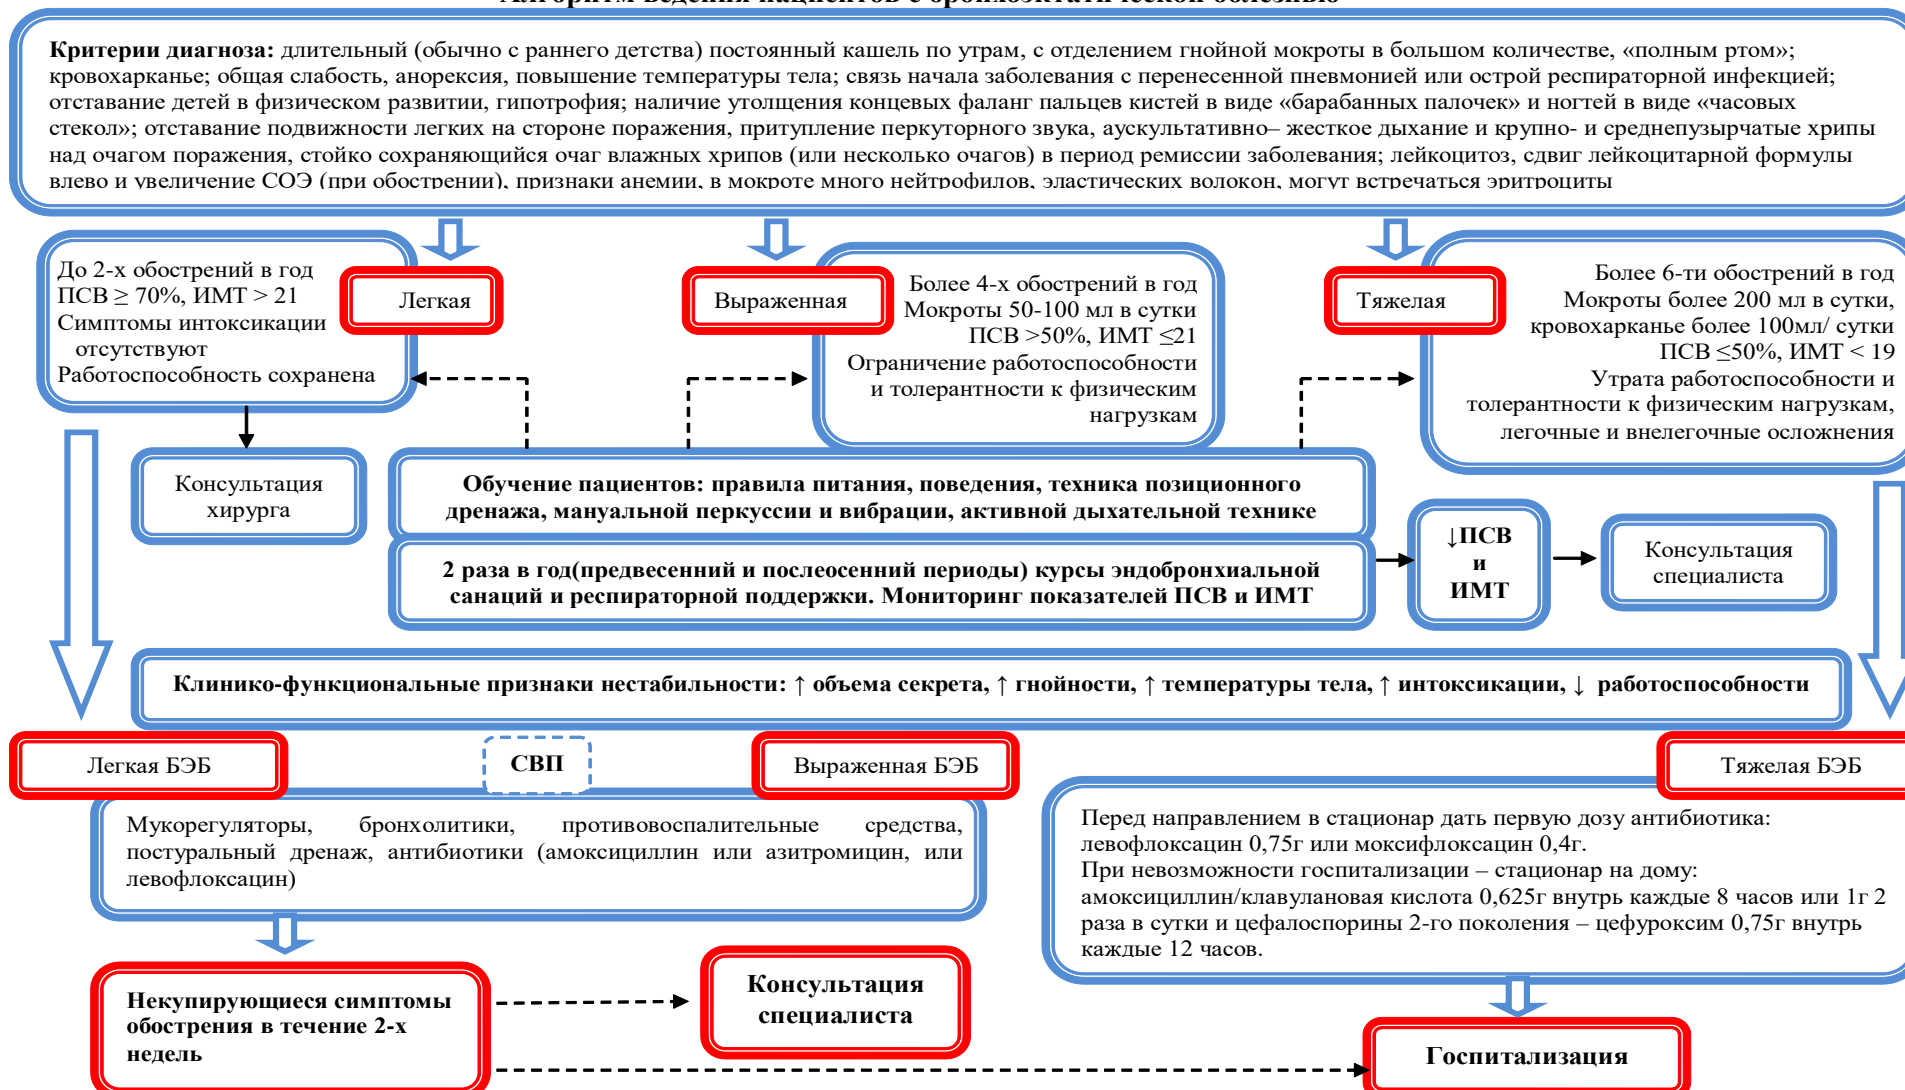 Алгоритм ведения пациентов с бронхоэктатической болезнью
Критерии диагноза: длительный (обычно с раннего детства) постоянный кашель по утрам, с отделением гнойной мокроты в большом количестве, «полным ртом»;
кровохарканье; общая слабость, анорексия, повышение температуры тела; связь начала заболевания с перенесенной пневмонией или острой респираторной инфекцией;
отставание детей в физическом развитии, гипотрофия; наличие утолщения концевых фаланг пальцев кистей в виде «барабанных палочек» и ногтей в виде «часовых
стекол»; отставание подвижности легких на стороне поражения, притупление перкуторного звука, аускультативно– жесткое дыхание и крупно- и среднепузырчатые хрипы
над очагом поражения, стойко сохраняющийся очаг влажных хрипов (или несколько очагов) в период ремиссии заболевания; лейкоцитоз, сдвиг лейкоцитарной формулы
влево и увеличение СОЭ (при обострении), признаки анемии, в мокроте много нейтрофилов, эластических волокон, могут встречаться эритроциты
До 2-х обострений в год
ПСВ ≥ 70%, ИМТ > 21
Симптомы интоксикации
отсутствуют
Работоспособность сохранена
Легкая
Выраженная
Более 4-х обострений в год
Мокроты 50-100 мл в сутки
ПСВ >50%, ИМТ ≤21
Ограничение работоспособности
и толерантности к физическим
нагрузкам
Тяжелая
Более 6-ти обострений в год
Мокроты более 200 мл в сутки,
кровохарканье более 100мл/ сутки
ПСВ ≤50%, ИМТ < 19
Утрата работоспособности и
толерантности к физическим нагрузкам,
легочные и внелегочные осложнения
Консультация
хирурга
Обучение пациентов: правила питания, поведения, техника позиционного
дренажа, мануальной перкуссии и вибрации, активной дыхательной технике
2 раза в год(предвесенний и послеосенний периоды) курсы эндобронхиальной
санаций и респираторной поддержки. Мониторинг показателей ПСВ и ИМТ
↓ПСВ
и
ИМТ
Консультация
специалиста
Клинико-функциональные признаки нестабильности: ↑ объема секрета, ↑ гнойности, ↑ температуры тела, ↑ интоксикации, ↓ работоспособности
Легкая БЭБ
СВП
Выраженная БЭБ
Тяжелая БЭБ
Мукорегуляторы, бронхолитики, противовоспалительные средства,
постуральный дренаж, антибиотики (амоксициллин или азитромицин, или
левофлоксацин)
Перед направлением в стационар дать первую дозу антибиотика:
левофлоксацин 0,75г или моксифлоксацин 0,4г.
При невозможности госпитализации – стационар на дому:
амоксициллин/клавулановая кислота 0,625г внутрь каждые 8 часов или 1г 2
раза в сутки и цефалоспорины 2-го поколения – цефуроксим 0,75г внутрь
каждые 12 часов.
Некупирующиеся симптомы
обострения в течение 2-х
недель
Консультация
специалиста
Госпитализация